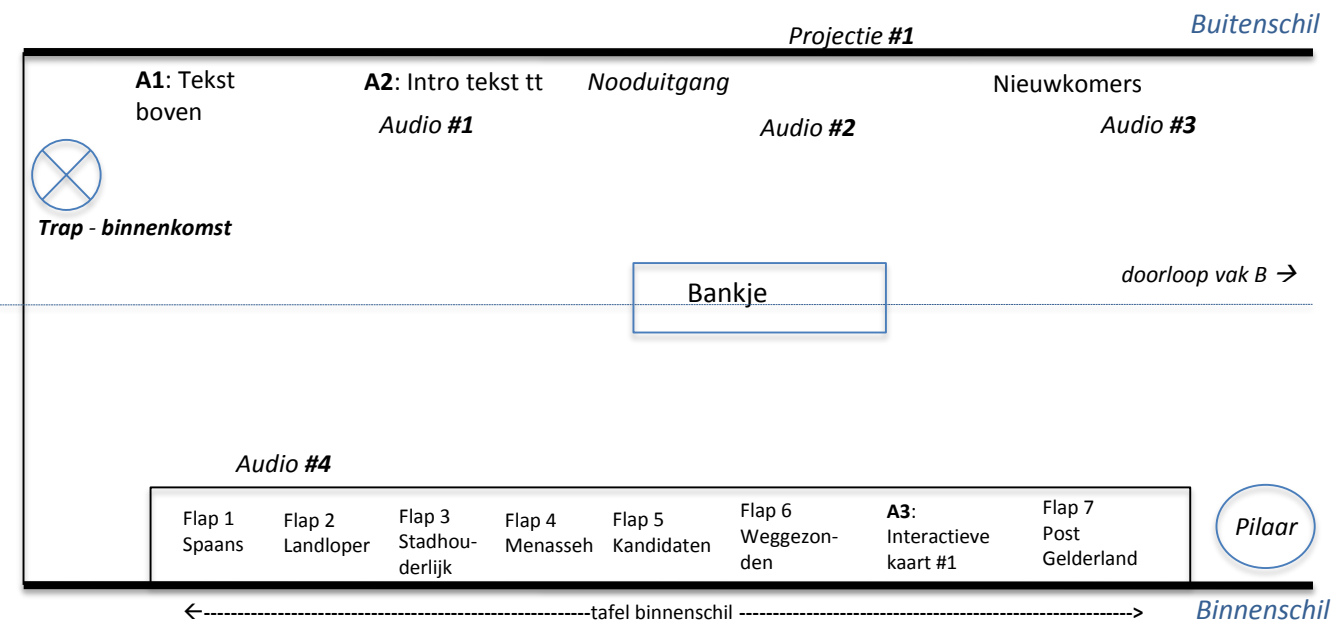 Buitenschil
Projectie #1
A1: Tekst
boven
A2: Intro tekst tt
Nooduitgang
Nieuwkomers
Audio #1
Audio #2
Audio #3
Trap - binnenkomst
doorloop vak B →
Bankje
Audio #4
Flap 1
Spaans
Flap 2
Landloper
Flap 3
Stadhou-
derlijk
Flap 4
Menasseh
Flap 5
Kandidaten
Flap 6
Weggezon-
den
A3:
Interactieve
kaart #1
Flap 7
Post
Gelderland
Pilaar
←----------------------------------------------------------tafel binnenschil ----------------------------------------------------------->
Binnenschil